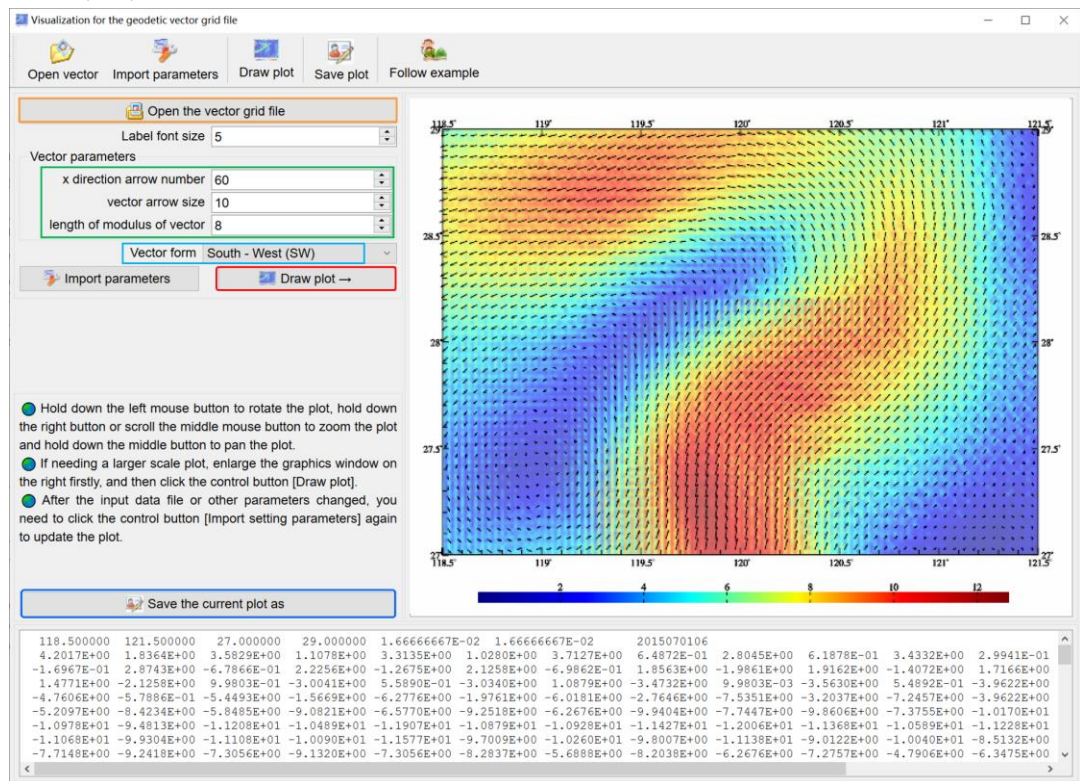 Visualization for the geodetic vector grid file
Open vector Import parameters Draw plot Save plot Follow example
Open the vector grid file
Label font size 5
Vector parameters
x direction arrow number 60
vector arrow size 10
length of modulus of vector 8
Vector form South - West (SW)
Import parameters Draw plot →
Hold down the left mouse button to rotate the plot, hold down
the right button or scroll the middle mouse button to zoom the plot
and hold down the middle button to pan the plot.
If needing a larger scale plot, enlarge the graphics window on
the right firstly, and then click the control button [Draw plot].
After the input data file or other parameters changed, you
need to click the control button [Import setting parameters] again
to update the plot.
Save the current plot as
118.5° 119° 119.5° 120° 120.5° 121° 121.5°
29° 29°
28.5° 28.5°
28° 28°
27.5° 27.5°
27° 27°
118.5° 119° 119.5° 120° 120.5° 121° 121.5°
2 4 6 8 10 12
118.500000 121.500000 27.000000 29.000000 1.66666667E-02 1.66666667E-02 2015070106
4.2017E+00 1.8364E+00 3.5829E+00 1.1078E+00 3.3135E+00 1.0280E+00 3.7127E+00 6.4872E-01 2.8045E+00 6.1878E-01 3.4332E+00 2.9941E-01
-1.6967E-01 2.8743E+00 -6.7866E-01 2.2256E+00 -1.2675E+00 2.1258E+00 -6.9862E-01 1.8563E+00 -1.9861E+00 1.9162E+00 -1.4072E+00 1.7166E+00
1.4771E+00 -2.1258E+00 9.9803E-01 -3.0041E+00 5.5890E-01 -3.0340E+00 1.0879E+00 -3.4732E+00 9.9803E-03 -3.5630E+00 5.4892E-01 -3.9622E+00
-4.7606E+00 -5.7886E-01 -5.4493E+00 -1.5669E+00 -6.2776E+00 -1.9761E+00 -6.0181E+00 -2.7646E+00 -7.5351E+00 -3.2037E+00 -7.2457E+00 -3.9622E+00
-5.2097E+00 -8.4234E+00 -5.8485E+00 -9.0821E+00 -6.5770E+00 -9.2518E+00 -6.2676E+00 -9.9404E+00 -7.7447E+00 -9.8606E+00 -7.3755E+00 -1.0170E+01
-1.0978E+01 -9.4813E+00 -1.1208E+01 -1.0489E+01 -1.1907E+01 -1.0879E+01 -1.0928E+01 -1.1427E+01 -1.2006E+01 -1.1368E+01 -1.0589E+01 -1.1228E+01
-1.1068E+01 -9.9304E+00 -1.1108E+01 -1.0090E+01 -1.1577E+01 -9.7009E+00 -1.0260E+01 -9.8007E+00 -1.1138E+01 -9.0122E+00 -1.0040E+01 -8.5132E+00
-7.7148E+00 -9.2418E+00 -7.3056E+00 -9.1320E+00 -7.3056E+00 -8.2837E+00 -5.6888E+00 -8.2038E+00 -6.2676E+00 -7.2757E+00 -4.7906E+00 -6.3475E+00